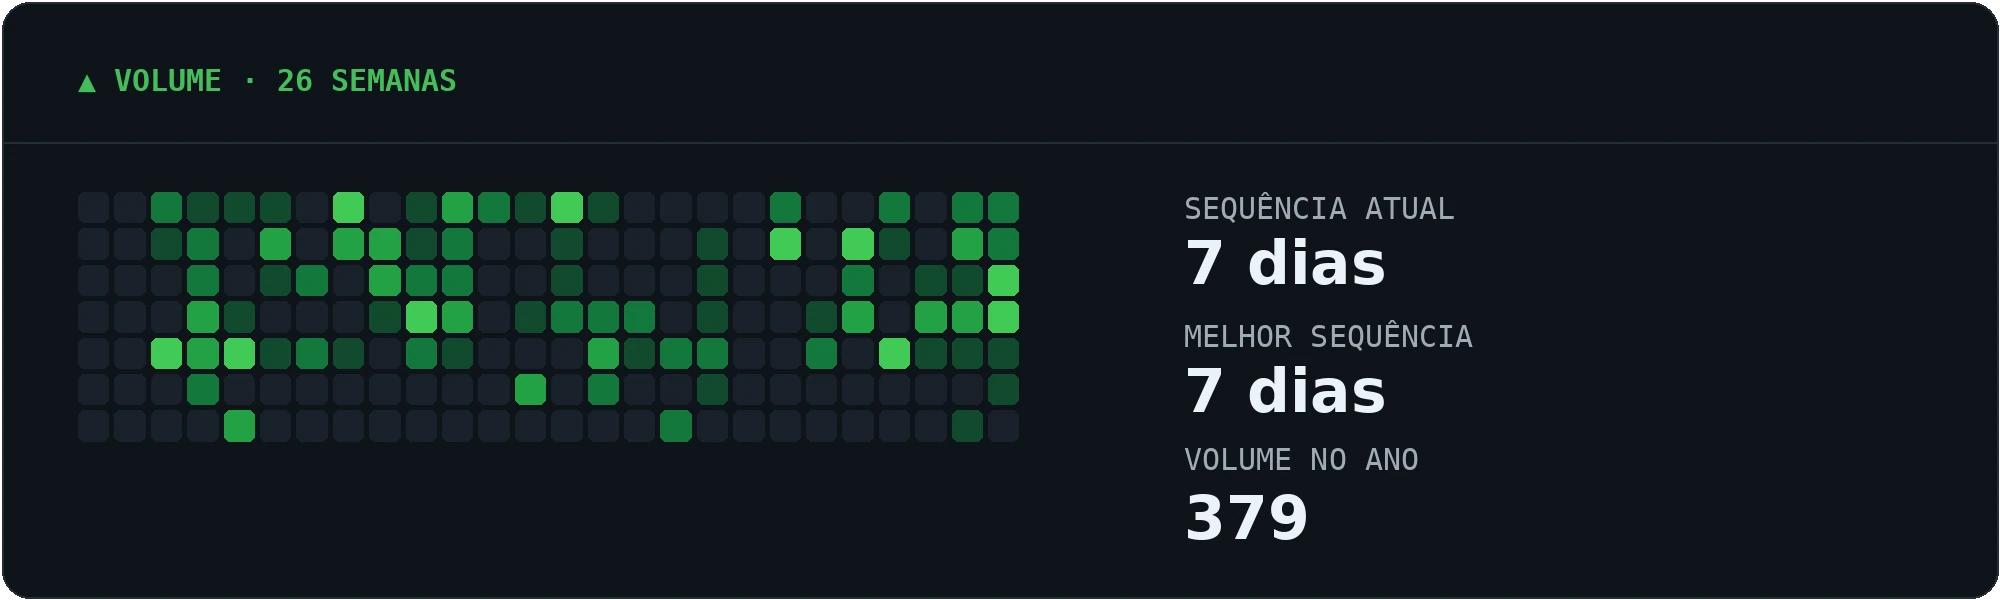 ▲ VOLUME · 26 SEMANAS
SEQUÊNCIA ATUAL
7 dias
MELHOR SEQUÊNCIA
7 dias
VOLUME NO ANO
379